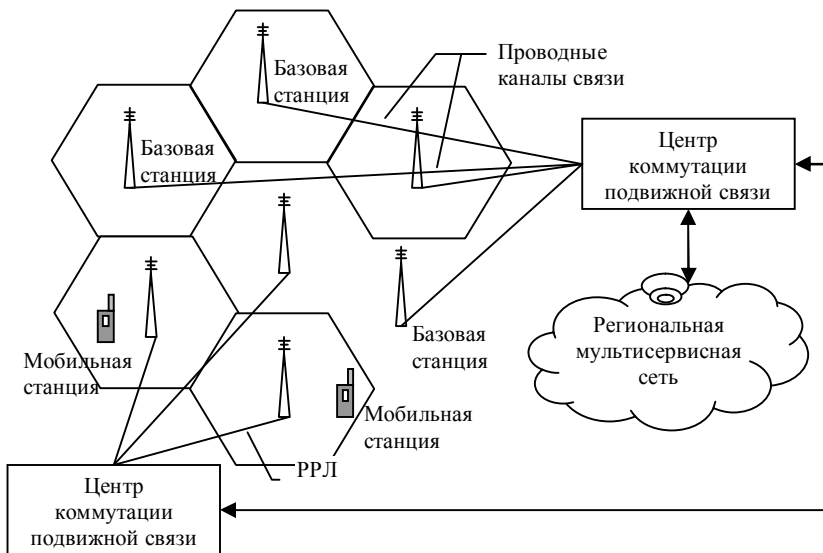 Базовая
станция
Проводные
каналы связи
Базовая
станция
Центр
коммутации
подвижной связи
Базовая
станция
Региональная
мультисервисная
сеть
Мобильная
станция
Мобильная
станция
РРЛ
Центр
коммутации
подвижной связи